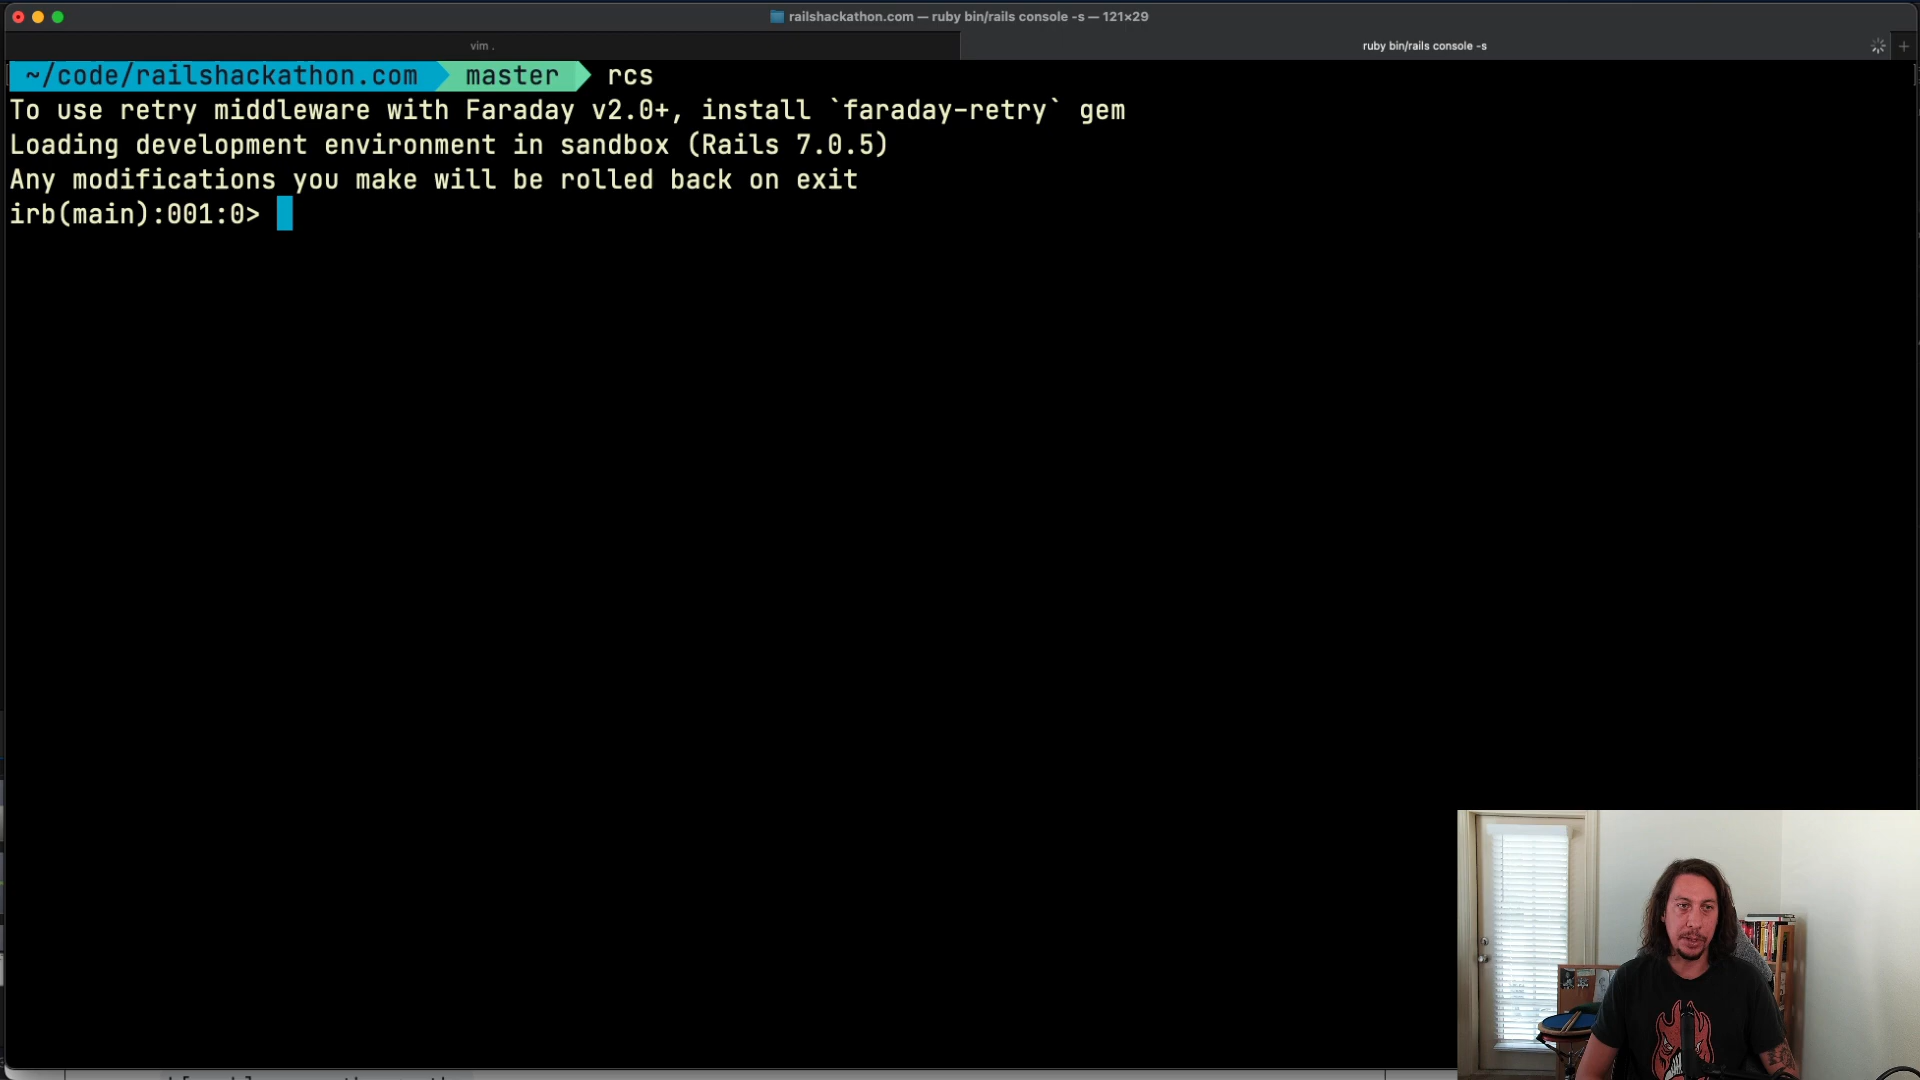 railshackathon.com — ruby bin/rails console -s — 121×29
vim .
ruby bin/rails console -s
~/code/railshackathon.com master rcs
To use retry middleware with Faraday v2.0+, install `faraday-retry` gem
Loading development environment in sandbox (Rails 7.0.5)
Any modifications you make will be rolled back on exit
irb(main):001:0>